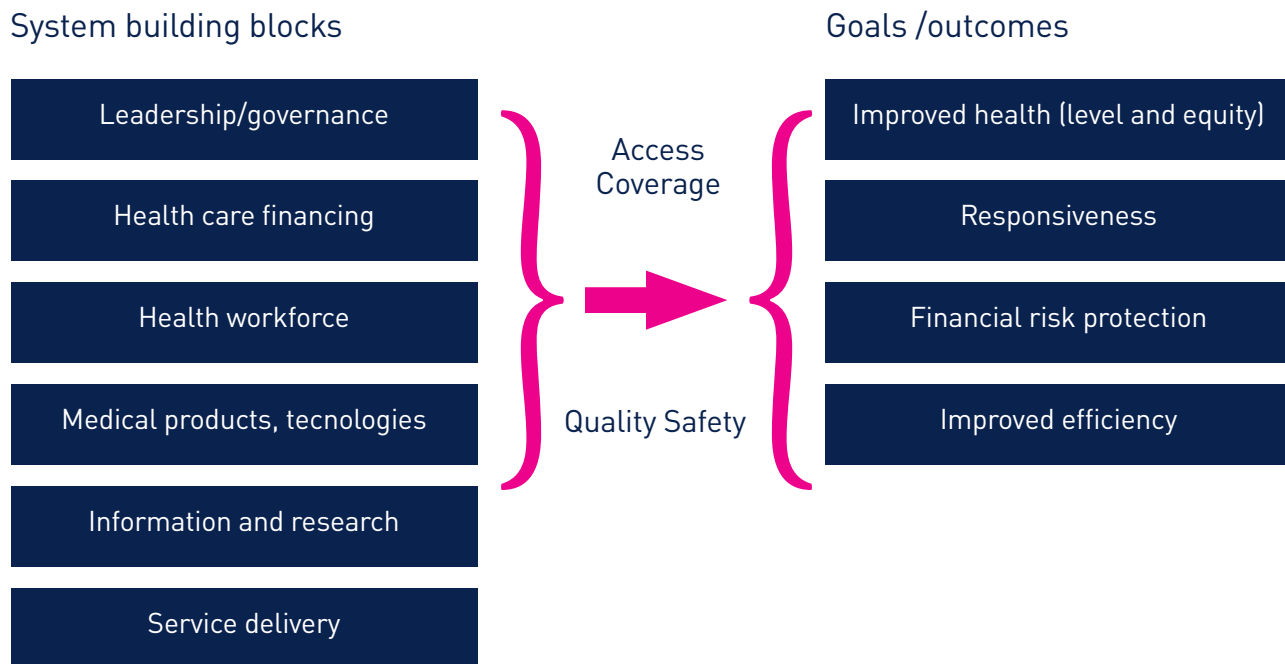 System building blocks
Leadership/governance
Health care financing
Health workforce
Medical products, tecnologies
Information and research
Service delivery
Access
Coverage
Quality Safety
Goals /outcomes
Improved health (level and equity)
Responsiveness
Financial risk protection
Improved efficiency